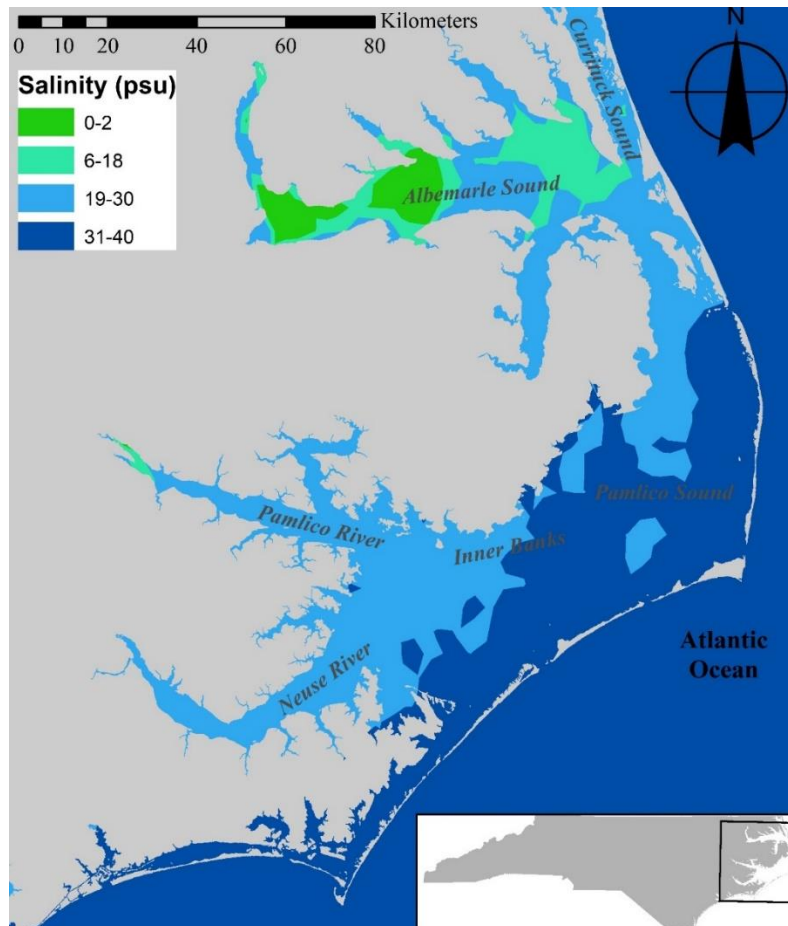 Kilometers
0 10 20 40 60 80
N
Salinity (psu)
0-2
6-18
19-30
31-40
Currituck Sound
Albemarle Sound
Pamlico Sound
Pamlico River
Inner Banks
Neuse River
Atlantic
Ocean